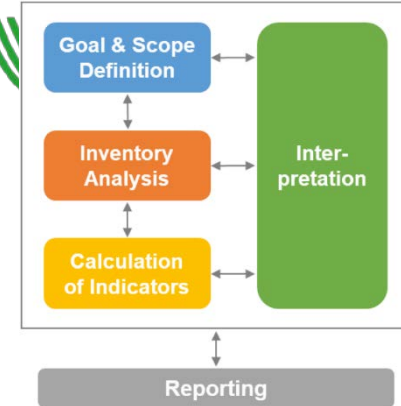 Goal & Scope
Definition
Inventory
Analysis
Inter-
pretation
Calculation
of Indicators
Reporting